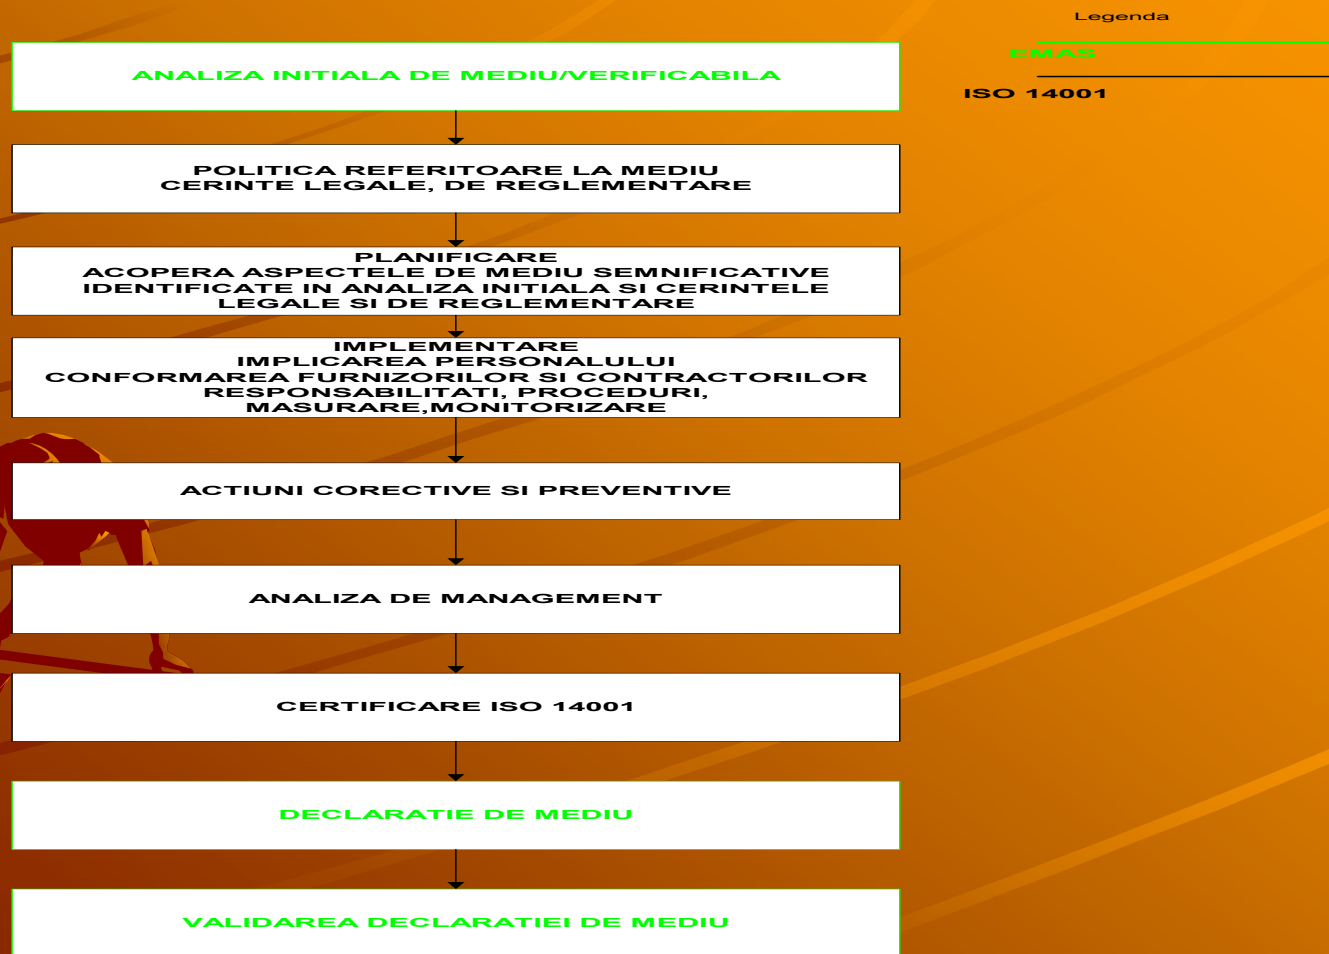 Legenda
EMAS
ISO 14001
ANALIZA INITIALA DE MEDIU/VERIFICABILA
POLITICA REFERITOARE LA MEDIU
CERINTE LEGALE, DE REGLEMENTARE
PLANIFICARE
ACOPERA ASPECTELE DE MEDIU SEMNIFICATIVE
IDENTIFICATE IN ANALIZA INITIALA SI CERINTELE
LEGALE SI DE REGLEMENTARE
IMPLEMENTARE
IMPLICAREA PERSONALULUI
CONFORMAREA FURNIZORILOR SI CONTRACTORILOR
RESPONSABILITATI, PROCEDURI,
MASURARE,MONITORIZARE
ACTIUNI CORECTIVE SI PREVENTIVE
ANALIZA DE MANAGEMENT
CERTIFICARE ISO 14001
DECLARATIE DE MEDIU
VALIDAREA DECLARATIEI DE MEDIU